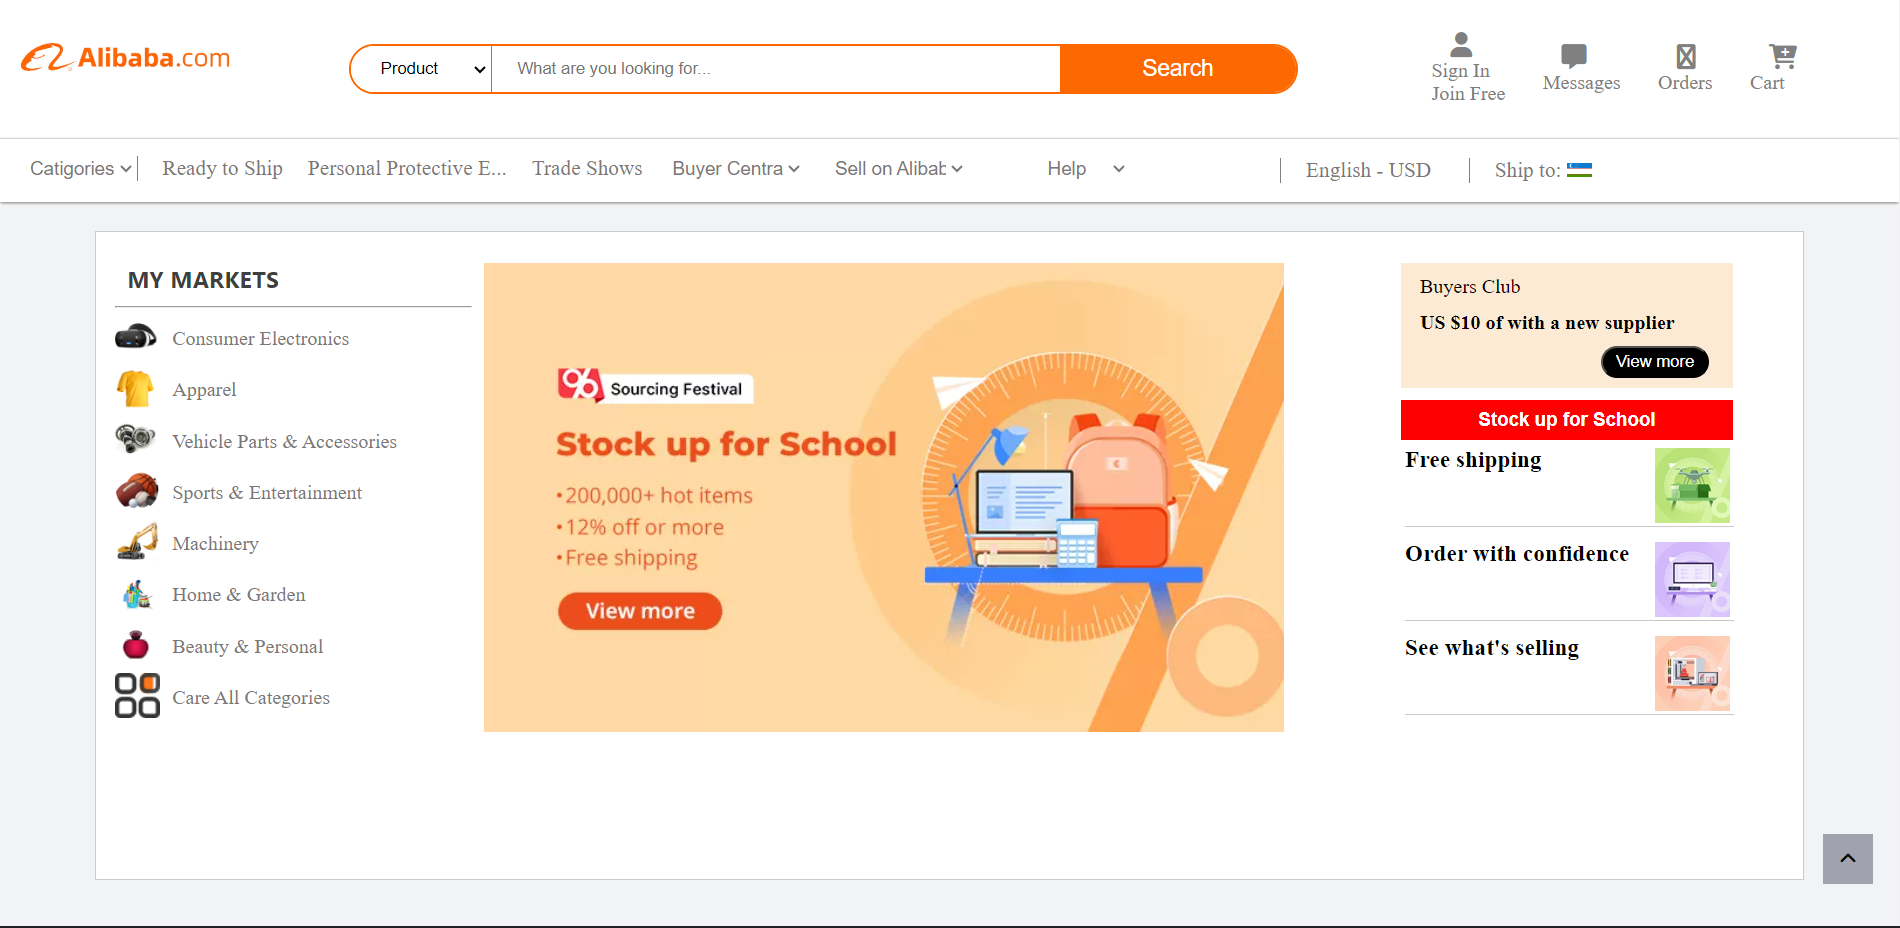 Alibaba.com
Product
What are you looking for...
Search
Sign In
Join Free
Messages
Orders
Cart
Catigories
Ready to Ship
Personal Protective E...
Trade Shows
Buyer Centra
Sell on Alibab
Help
English - USD
Ship to:
MY MARKETS
Consumer Electronics
Apparel
Vehicle Parts & Accessories
Sports & Entertainment
Machinery
Home & Garden
Beauty & Personal
Care All Categories
96 Sourcing Festival
Stock up for School
•200,000+ hot items
•12% off or more
•Free shipping
View more
Buyers Club
US $10 of with a new supplier
View more
Stock up for School
Free shipping
Order with confidence
See what's selling